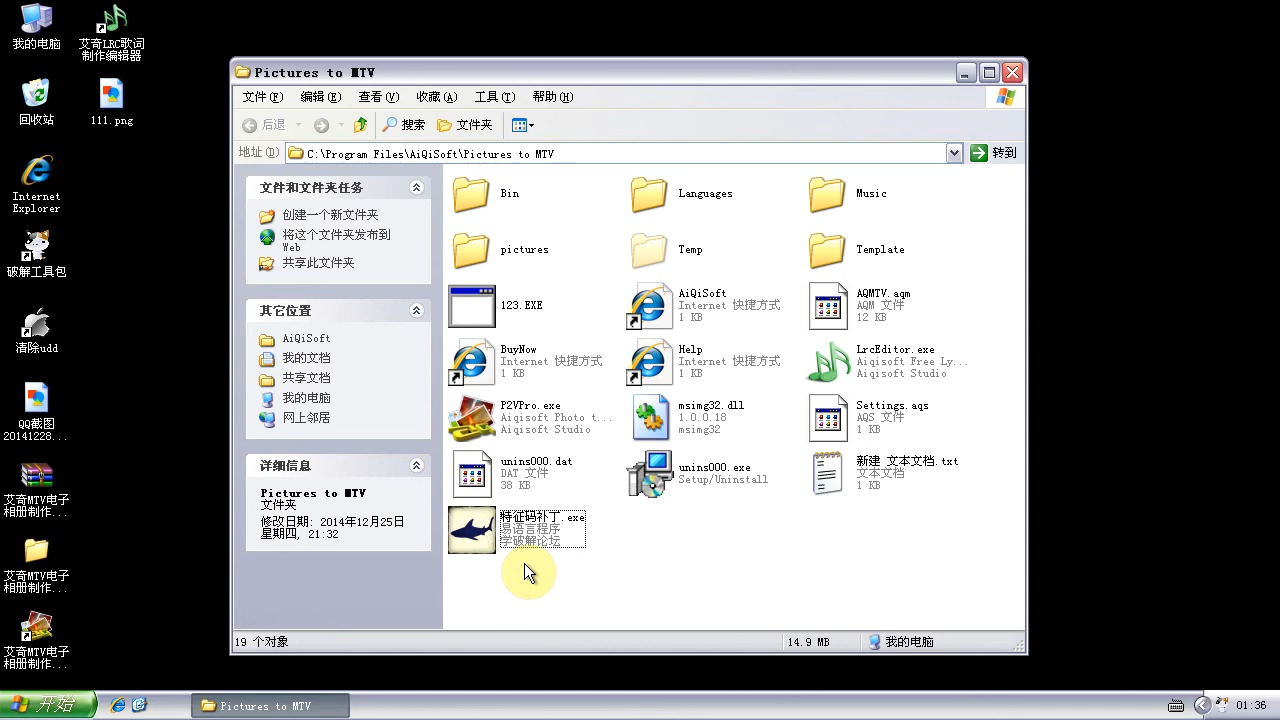 我的电脑
艾奇LRC歌词
制作编辑器
回收站
111.png
Internet
Explorer
破解工具包
清除udd
QQ截图
20141228...
艾奇MTV电子
相册制作...
艾奇MTV电子
相册制作...
艾奇MTV电子
相册制作...
Pictures to MTV
文件(F) 编辑(E) 查看(V) 收藏(A) 工具(T) 帮助(H)
后退 搜索 文件夹
地址(D) C:\Program Files\AiQiSoft\Pictures to MTV 转到
文件和文件夹任务
创建一个新文件夹
将这个文件夹发布到
Web
共享此文件夹
其它位置
AiQiSoft
我的文档
共享文档
我的电脑
网上邻居
详细信息
Pictures to MTV
文件夹
修改日期: 2014年12月25日
星期四, 21:32
Bin
Languages
Music
pictures
Temp
Template
123.EXE
AiQiSoft
Internet 快捷方式
1 KB
AQMTV.aqm
AQM 文件
12 KB
BuyNow
Internet 快捷方式
1 KB
Help
Internet 快捷方式
1 KB
LrcEditor.exe
Aiqisoft Free Ly...
Aiqisoft Studio
P2VPro.exe
Aiqisoft Photo t...
Aiqisoft Studio
msimg32.dll
1.0.0.18
msimg32
Settings.aqs
AQS 文件
1 KB
unins000.dat
DAT 文件
38 KB
unins000.exe
Setup/Uninstall
新建 文本文档.txt
文本文档
1 KB
特征码补丁.exe
易语言程序
学破解论坛
19 个对象 14.9 MB 我的电脑
开始 Pictures to MTV 01:36